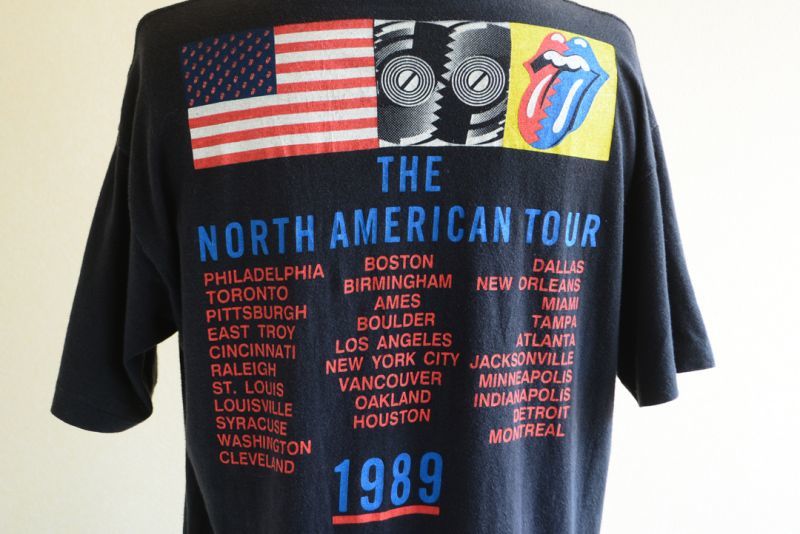 THE
NORTH AMERICAN TOUR
PHILADELPHIA
TORONTO
PITTSBURGH
EAST TROY
CINCINNATI
RALEIGH
ST. LOUIS
LOUISVILLE
SYRACUSE
WASHINGTON
CLEVELAND
BOSTON
BIRMINGHAM
AMES
BOULDER
LOS ANGELES
NEW YORK CITY
VANCOUVER
OAKLAND
HOUSTON
DALLAS
NEW ORLEANS
MIAMI
TAMPA
ATLANTA
JACKSONVILLE
MINNEAPOLIS
INDIANAPOLIS
DETROIT
MONTREAL
1989